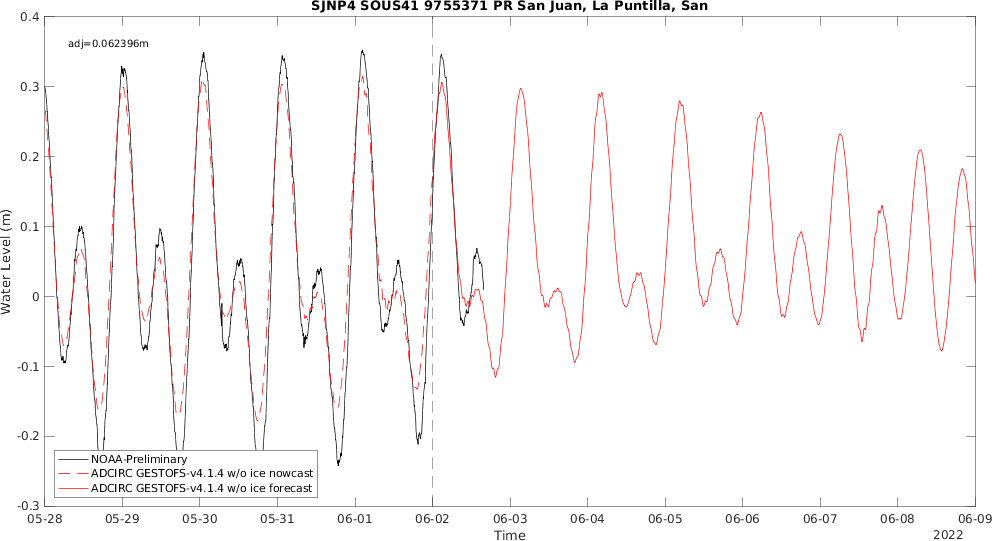 SJNP4 SOUS41 9755371 PR San Juan, La Puntilla, San
adj=0.062396m
0.4
0.3
0.2
0.1
0
-0.1
-0.2
-0.3
Water Level (m)
NOAA-Preliminary
ADCIRC GESTOFS-v4.1.4 w/o ice nowcast
ADCIRC GESTOFS-v4.1.4 w/o ice forecast
05-28 05-29 05-30 05-31 06-01 06-02 06-03 06-04 06-05 06-06 06-07 06-08 06-09
Time
2022